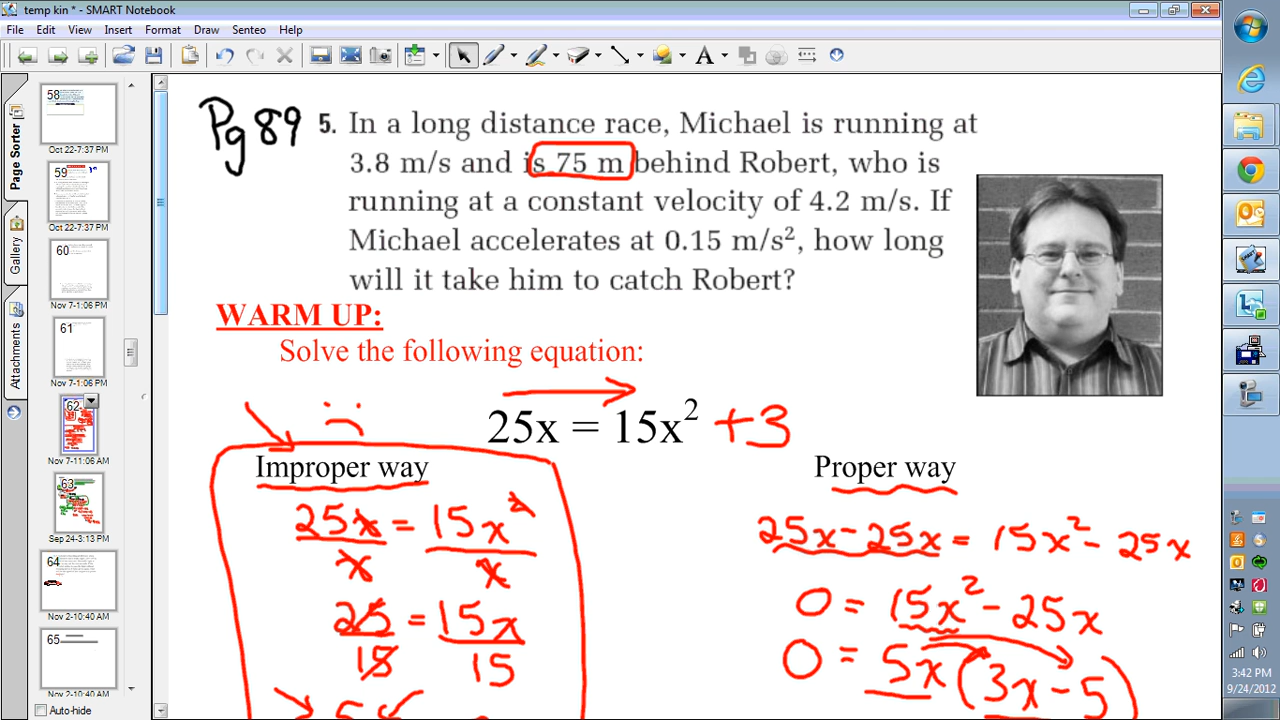 temp kin * - SMART Notebook
File Edit View Insert Format Draw Senteo Help
Page Sorter
Gallery
Attachments
58
Oct 22-7:37 PM
59
Oct 22-7:37 PM
60
Nov 7-1:06 PM
61
Nov 7-1:06 PM
62
Nov 7-11:06 AM
63
Sep 24-3:13 PM
64
Nov 2-10:40 AM
65
Nov 2-10:40 AM
Auto-hide
Pg 89
5. In a long distance race, Michael is running at
3.8 m/s and is 75 m behind Robert, who is
running at a constant velocity of 4.2 m/s. If
Michael accelerates at 0.15 m/s², how long
will it take him to catch Robert?
WARM UP:
Solve the following equation:
25x = 15x² +3
Improper way
25x = 15x²
x x
25 = 15x
15 15
Proper way
25x - 25x = 15x² - 25x
0 = 15x² - 25x
0 = 5x(3x - 5)
3:42 PM
9/24/2012